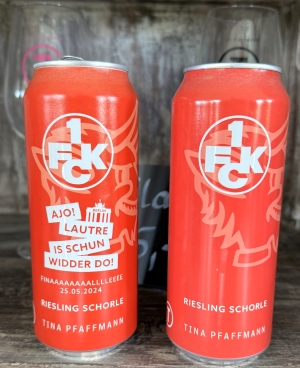 1
FCK
AJO!
LAUTRE
IS SCHUN
WIDDER DO!
FINAAAAAAAALLLLEEEE
25.05.2024
RIESLING SCHORLE
TINA PFAFFMANN
1
FCK
RIESLING SCHORLE
TINA PFAFFMANN